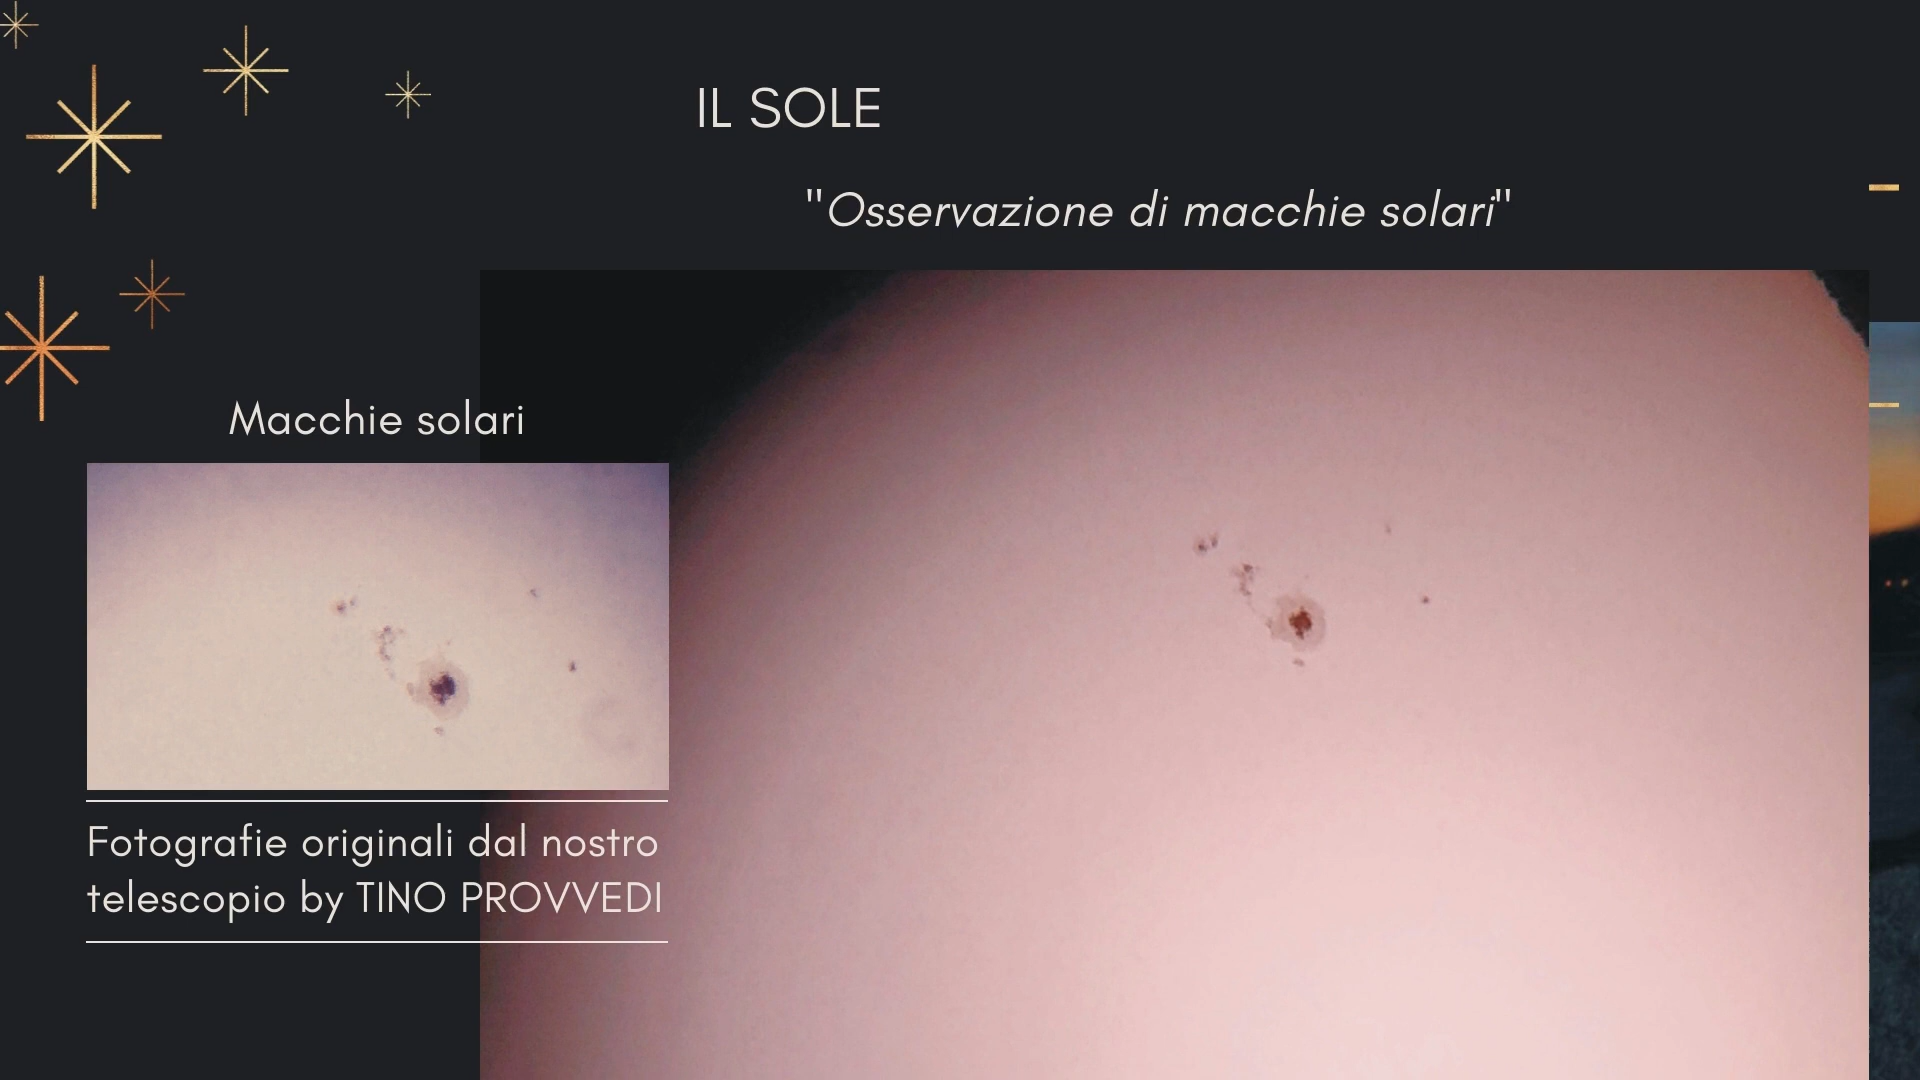 IL SOLE
"Osservazione di macchie solari"
Macchie solari
Fotografie originali dal nostro
telescopio by TINO PROVVEDI